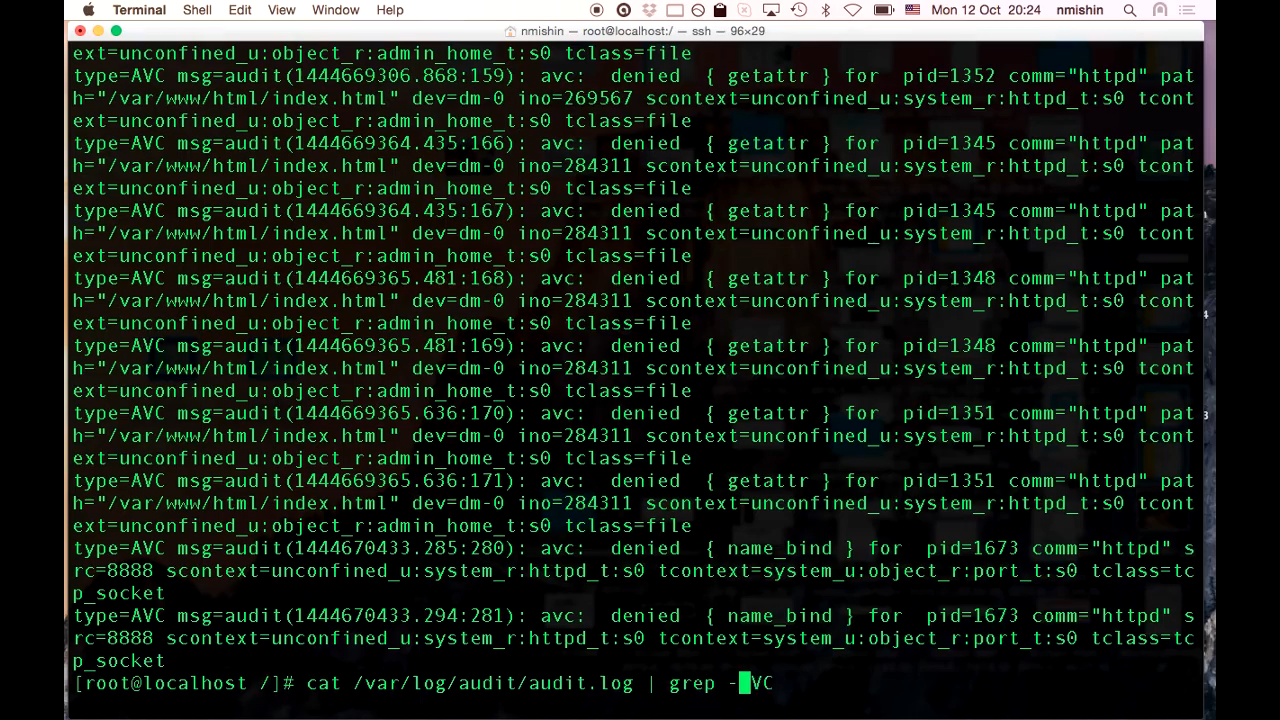 Terminal Shell Edit View Window Help Mon 12 Oct 20:24 nmishin
nmishin — root@localhost:/ — ssh — 96×29
ext=unconfined_u:object_r:admin_home_t:s0 tclass=file
type=AVC msg=audit(1444669306.868:159): avc:  denied  { getattr } for  pid=1352 comm="httpd" pat
h="/var/www/html/index.html" dev=dm-0 ino=269567 scontext=unconfined_u:system_r:httpd_t:s0 tcont
ext=unconfined_u:object_r:admin_home_t:s0 tclass=file
type=AVC msg=audit(1444669364.435:166): avc:  denied  { getattr } for  pid=1345 comm="httpd" pat
h="/var/www/html/index.html" dev=dm-0 ino=284311 scontext=unconfined_u:system_r:httpd_t:s0 tcont
ext=unconfined_u:object_r:admin_home_t:s0 tclass=file
type=AVC msg=audit(1444669364.435:167): avc:  denied  { getattr } for  pid=1345 comm="httpd" pat
h="/var/www/html/index.html" dev=dm-0 ino=284311 scontext=unconfined_u:system_r:httpd_t:s0 tcont
ext=unconfined_u:object_r:admin_home_t:s0 tclass=file
type=AVC msg=audit(1444669365.481:168): avc:  denied  { getattr } for  pid=1348 comm="httpd" pat
h="/var/www/html/index.html" dev=dm-0 ino=284311 scontext=unconfined_u:system_r:httpd_t:s0 tcont
ext=unconfined_u:object_r:admin_home_t:s0 tclass=file
type=AVC msg=audit(1444669365.481:169): avc:  denied  { getattr } for  pid=1348 comm="httpd" pat
h="/var/www/html/index.html" dev=dm-0 ino=284311 scontext=unconfined_u:system_r:httpd_t:s0 tcont
ext=unconfined_u:object_r:admin_home_t:s0 tclass=file
type=AVC msg=audit(1444669365.636:170): avc:  denied  { getattr } for  pid=1351 comm="httpd" pat
h="/var/www/html/index.html" dev=dm-0 ino=284311 scontext=unconfined_u:system_r:httpd_t:s0 tcont
ext=unconfined_u:object_r:admin_home_t:s0 tclass=file
type=AVC msg=audit(1444669365.636:171): avc:  denied  { getattr } for  pid=1351 comm="httpd" pat
h="/var/www/html/index.html" dev=dm-0 ino=284311 scontext=unconfined_u:system_r:httpd_t:s0 tcont
ext=unconfined_u:object_r:admin_home_t:s0 tclass=file
type=AVC msg=audit(1444670433.285:280): avc:  denied  { name_bind } for  pid=1673 comm="httpd" s
rc=8888 scontext=unconfined_u:system_r:httpd_t:s0 tcontext=system_u:object_r:port_t:s0 tclass=tc
p_socket
type=AVC msg=audit(1444670433.294:281): avc:  denied  { name_bind } for  pid=1673 comm="httpd" s
rc=8888 scontext=unconfined_u:system_r:httpd_t:s0 tcontext=system_u:object_r:port_t:s0 tclass=tc
p_socket
[root@localhost /]# cat /var/log/audit/audit.log | grep - VC